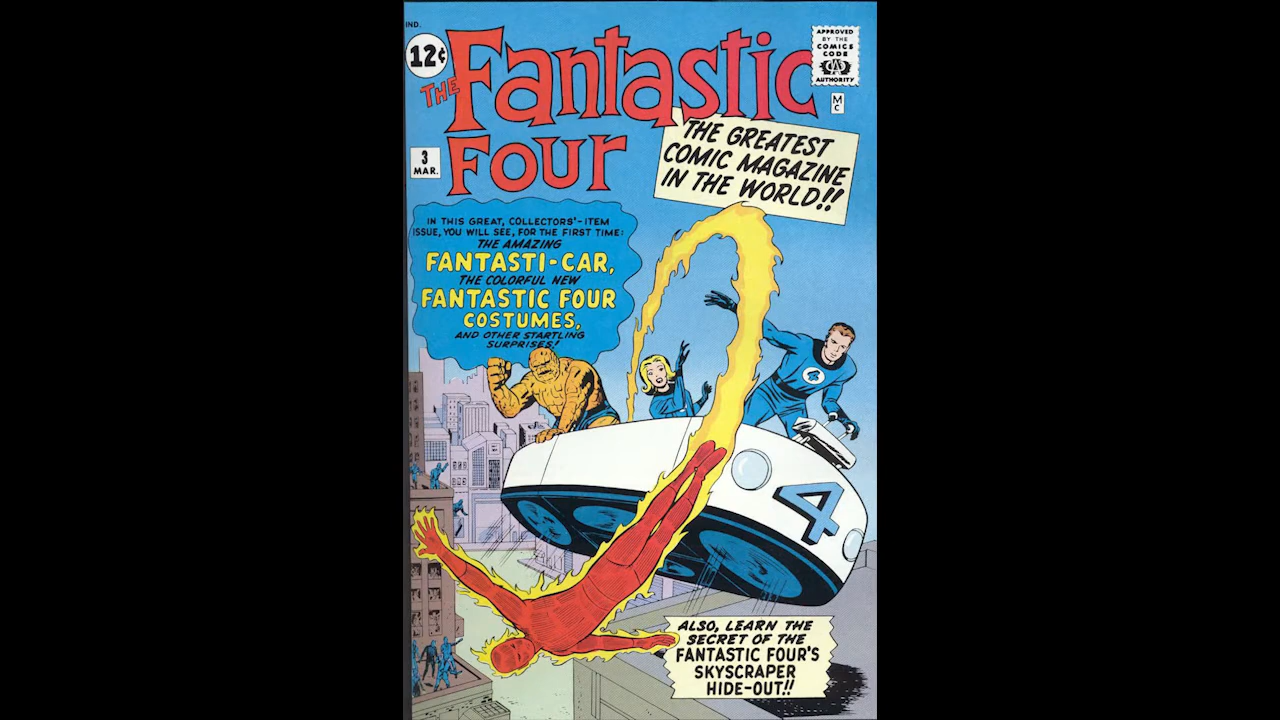 IND.
12¢
THE
Fantastic
Four
APPROVED
BY THE
COMICS
CODE
CA
AUTHORITY
M
C
3
MAR.
THE GREATEST
COMIC MAGAZINE
IN THE WORLD!!
IN THIS GREAT, COLLECTORS'-ITEM
ISSUE, YOU WILL SEE, FOR THE FIRST TIME:
THE AMAZING
FANTASTI-CAR,
THE COLORFUL NEW
FANTASTIC FOUR
COSTUMES,
AND OTHER STARTLING
SURPRISES!
4
4
ALSO, LEARN THE
SECRET OF THE
FANTASTIC FOUR'S
SKYSCRAPER
HIDE-OUT!!